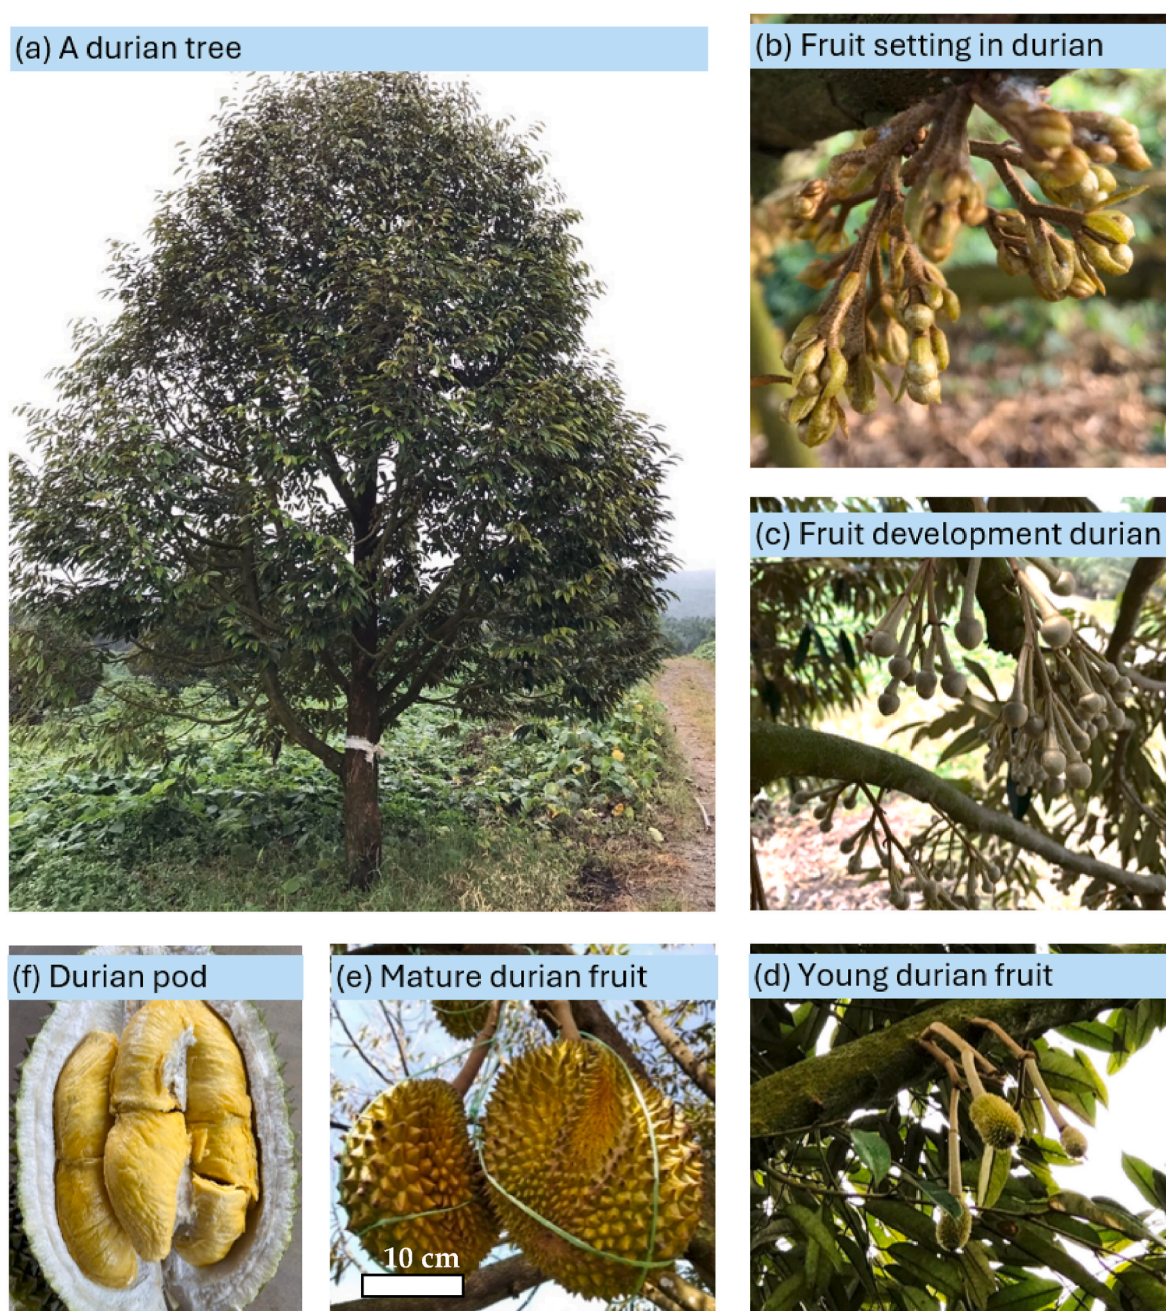 (a) A durian tree
(b) Fruit setting in durian
(c) Fruit development durian
(f) Durian pod
(e) Mature durian fruit
(d) Young durian fruit
10 cm